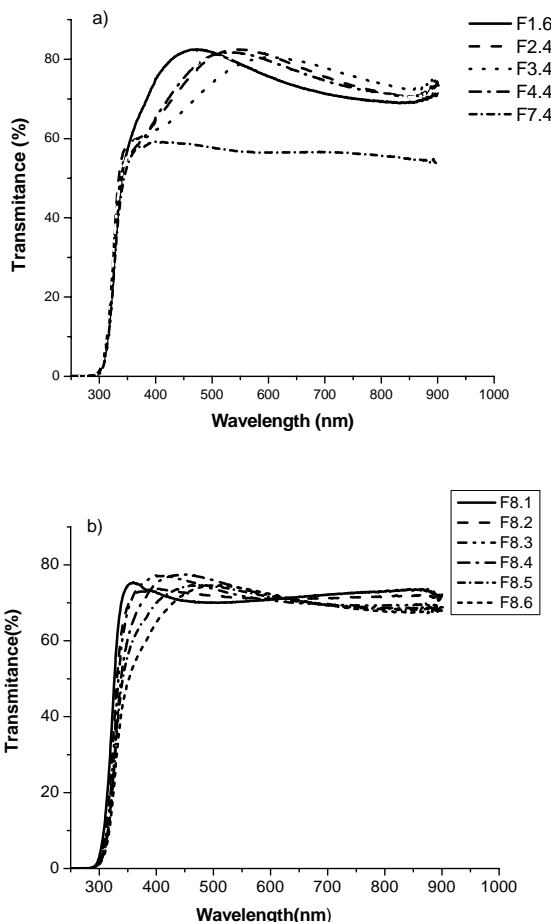 a)
F1.6
F2.4
F3.4
F4.4
F7.4
80
60
40
20
0
Transmitance (%)
300 400 500 600 700 800 900 1000
Wavelength (nm)
b)
F8.1
F8.2
F8.3
F8.4
F8.5
F8.6
80
60
40
20
0
Transmitance(%)
300 400 500 600 700 800 900 1000
Wavelength(nm)